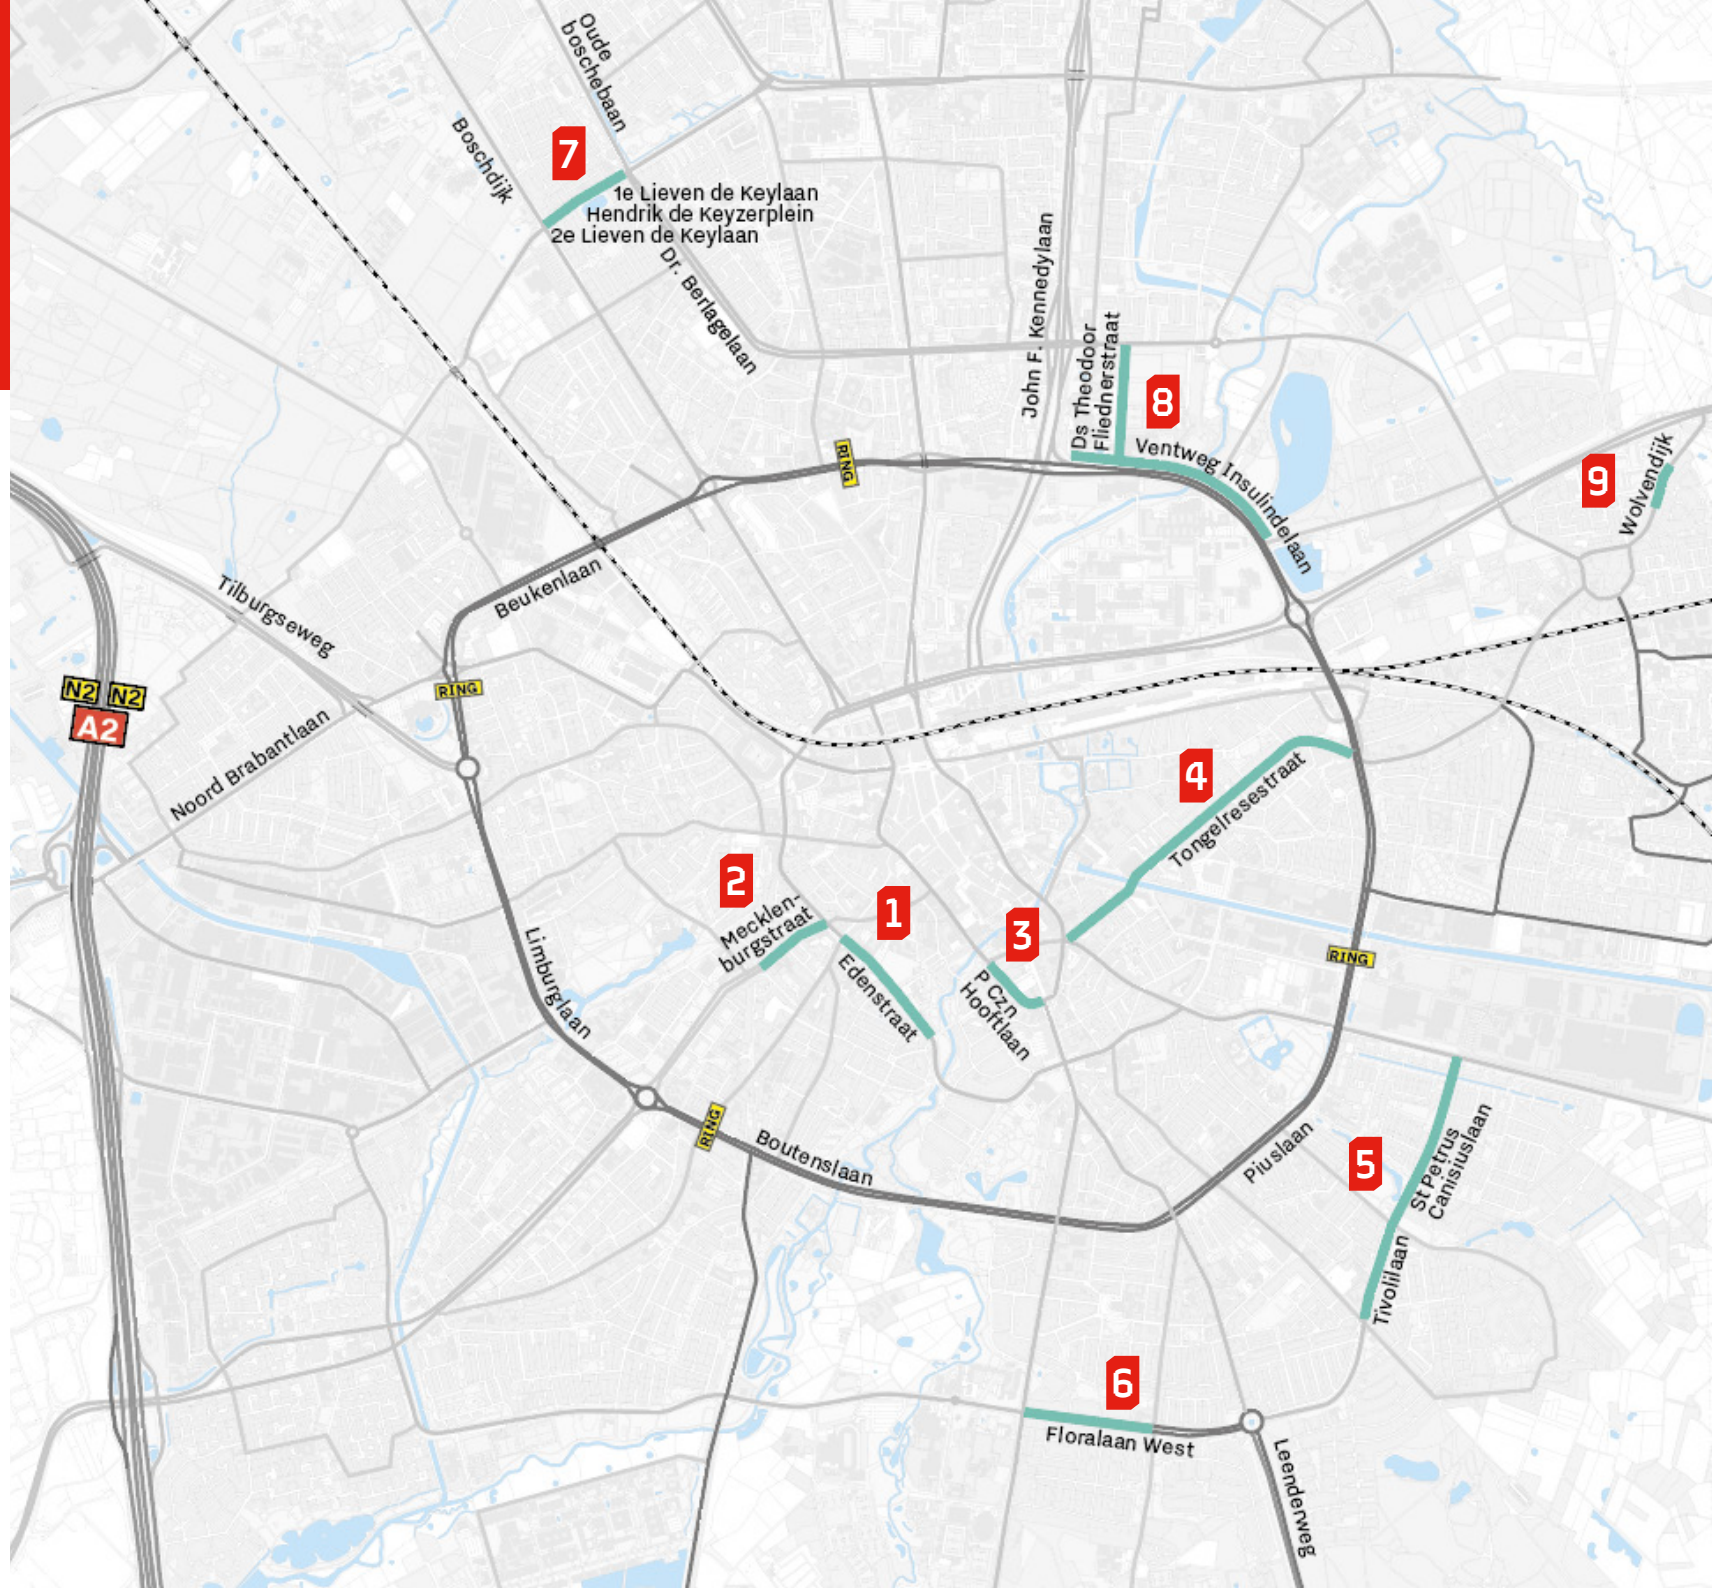 Oude
boschebaan
Boschdijk
7
1e Lieven de Keylaan
Hendrik de Keyzerplein
2e Lieven de Keylaan
Dr. Berlagelaan
John F. Kennedylaan
Ds Theodoor
Fliednerstraat
8
Ventweg Insulindelaan
9
Wolvendijk
RING
Beukenlaan
Tilburgseweg
RING
N2 N2
A2
Noord Brabantlaan
4
Tongelresestraat
2
Mecklen-
burgstraat
1
Edenstraat
3
P Czn
Hooftlaan
RING
Limburglaan
RING
Boutenslaan
Piuslaan
5
St Petrus
Canisiuslaan
Tivolilaan
6
Floralaan West
Leenderweg